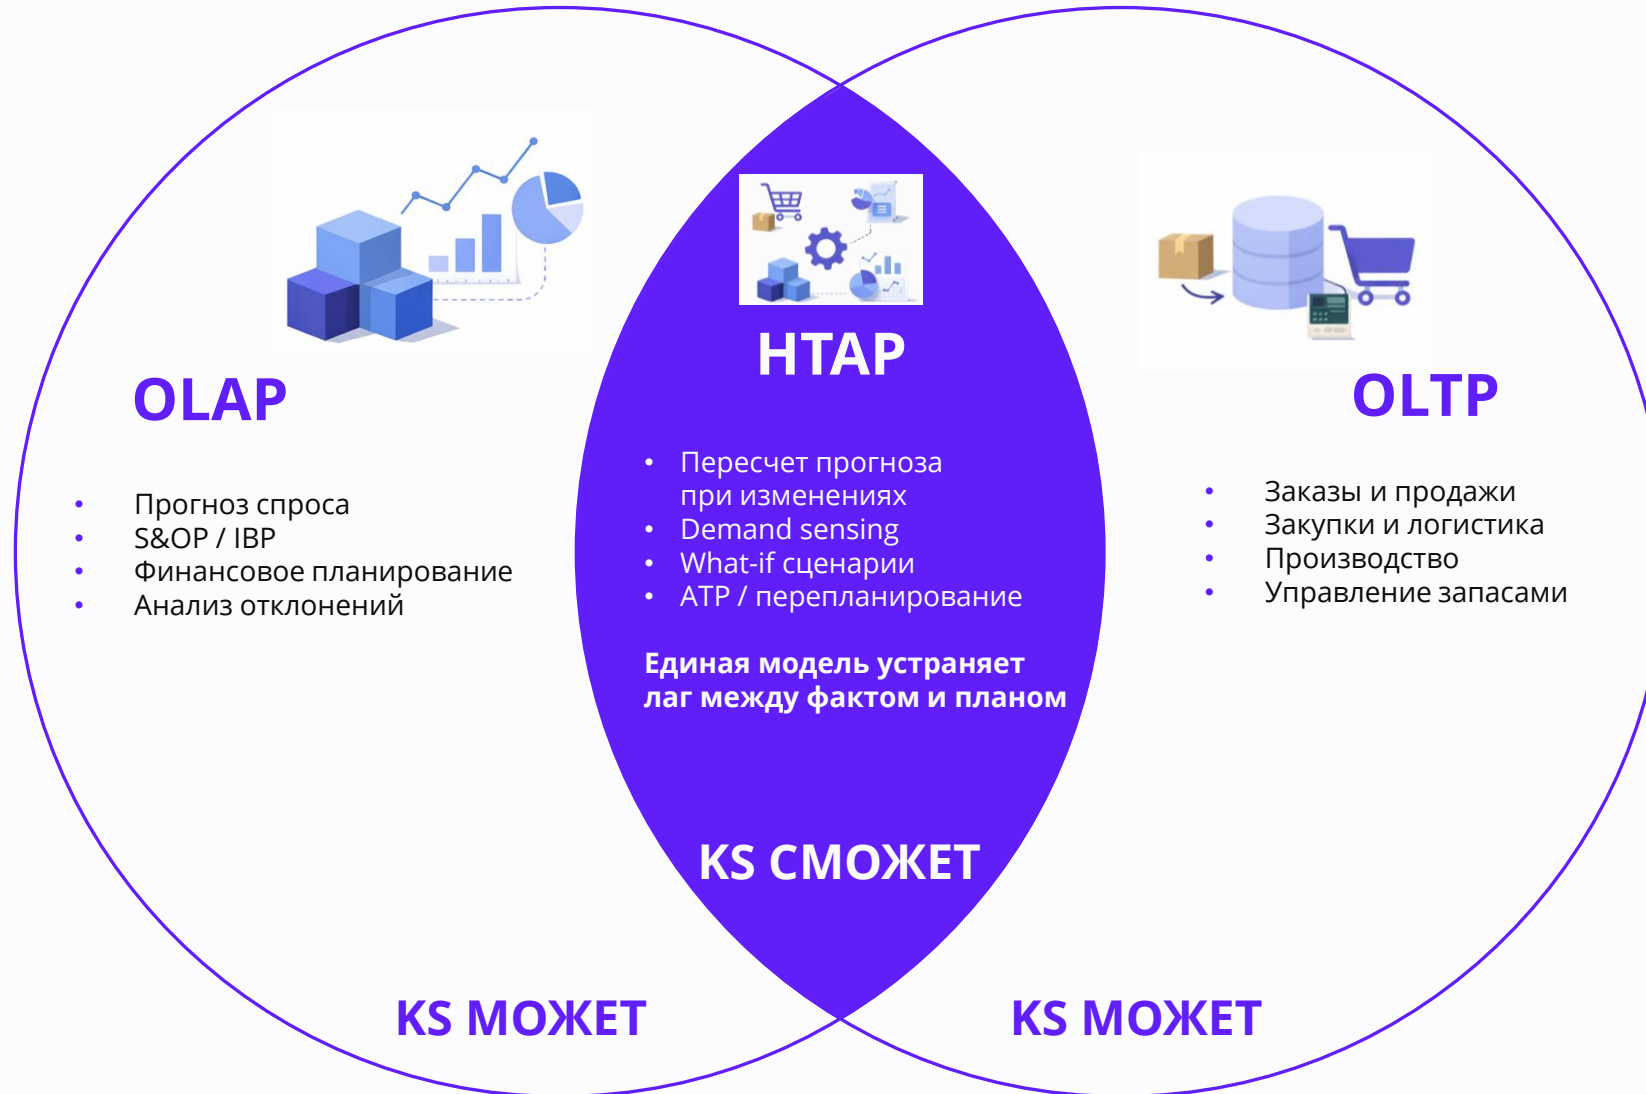 OLAP
• Прогноз спроса
• S&OP / IBP
• Финансовое планирование
• Анализ отклонений
KS МОЖЕТ
HTAP
• Пересчет прогноза
при изменениях
• Demand sensing
• What-if сценарии
• ATP / перепланирование
Единая модель устраняет
лаг между фактом и планом
KS СМОЖЕТ
OLTP
• Заказы и продажи
• Закупки и логистика
• Производство
• Управление запасами
KS МОЖЕТ